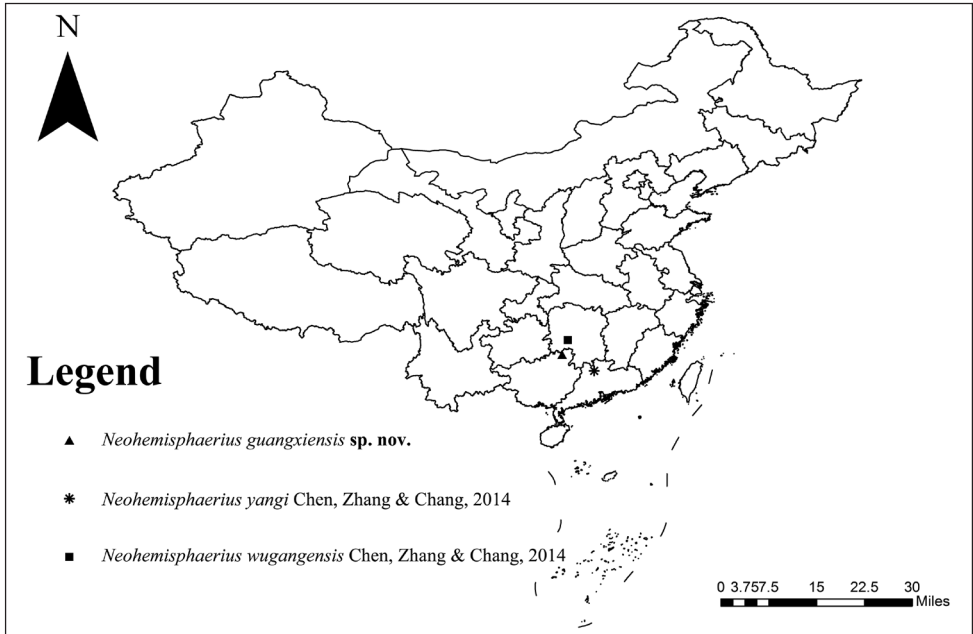 N
Legend
Neohemisphaerius guangxiensis sp. nov.
Neohemisphaerius yangi Chen, Zhang & Chang, 2014
Neohemisphaerius wugangensis Chen, Zhang & Chang, 2014
0 3.757.5 15 22.5 30
Miles